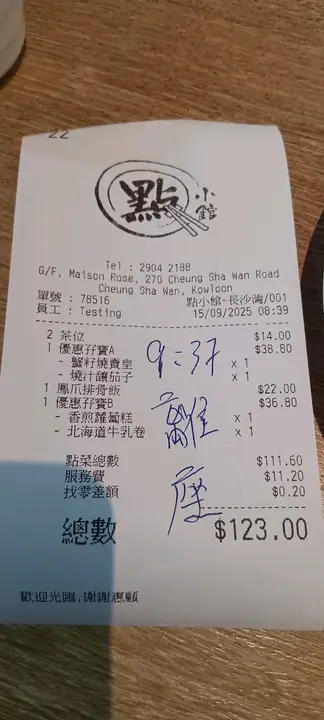 22
點
小館
Tel : 2904 2188
G/F, Maison Rose, 270 Cheung Sha Wan Road
Cheung Sha Wan, Kowloon
單號 : 78516 點小館-長沙灣/001
員工 : Testing 15/09/2025 08:39
2 茶位 $14.00
1 優惠孖寶A $38.80
- 蟹籽燒賣皇 x 1
- 燒汁釀茄子 x 1
1 鳳爪排骨飯 $22.00
1 優惠孖寶B $36.80
- 香煎蘿蔔糕 x 1
- 北海道牛乳卷 x 1
9:37
離
座
點菜總數 $111.60
服務費 $11.20
找零差額 $0.20
總數 $123.00
歡迎光臨,謝謝惠顧